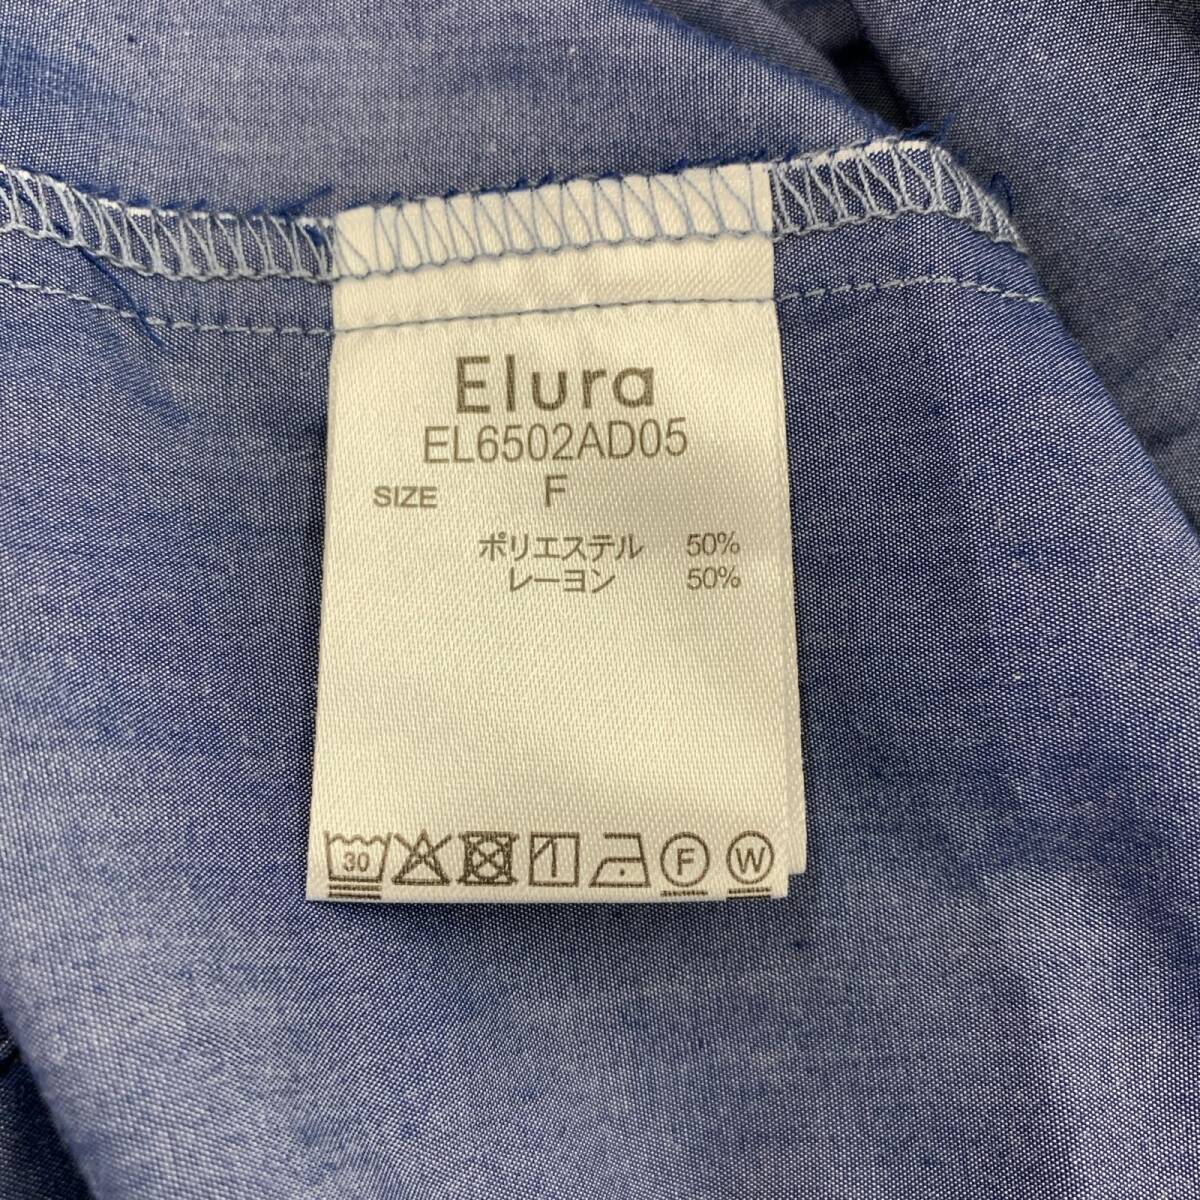 Elura
EL6502AD05
SIZE F
ポリエステル 50%
レーヨン 50%
30 F W